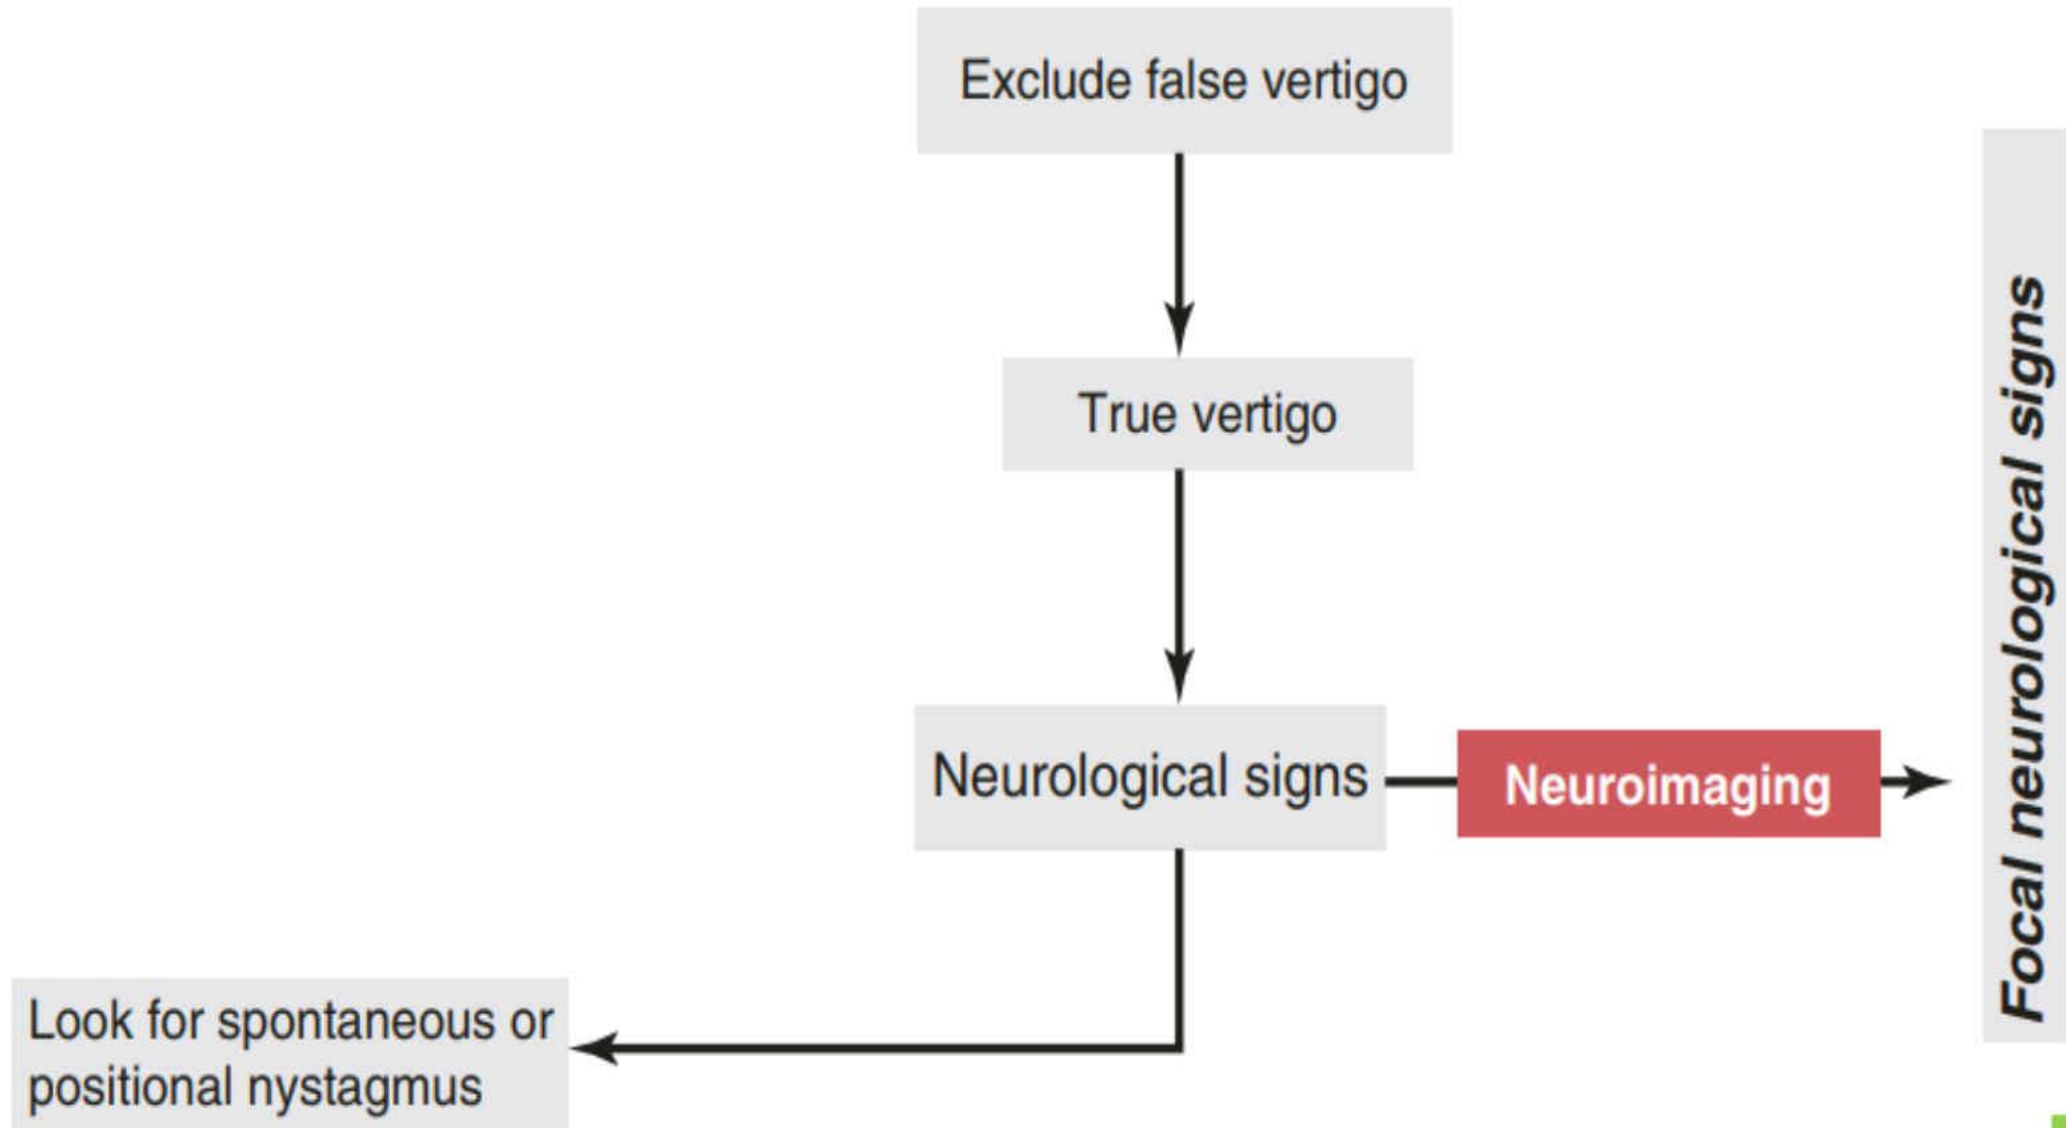 Exclude false vertigo
True vertigo
Neurological signs
Neuroimaging
Focal neurological signs
Look for spontaneous or
positional nystagmus